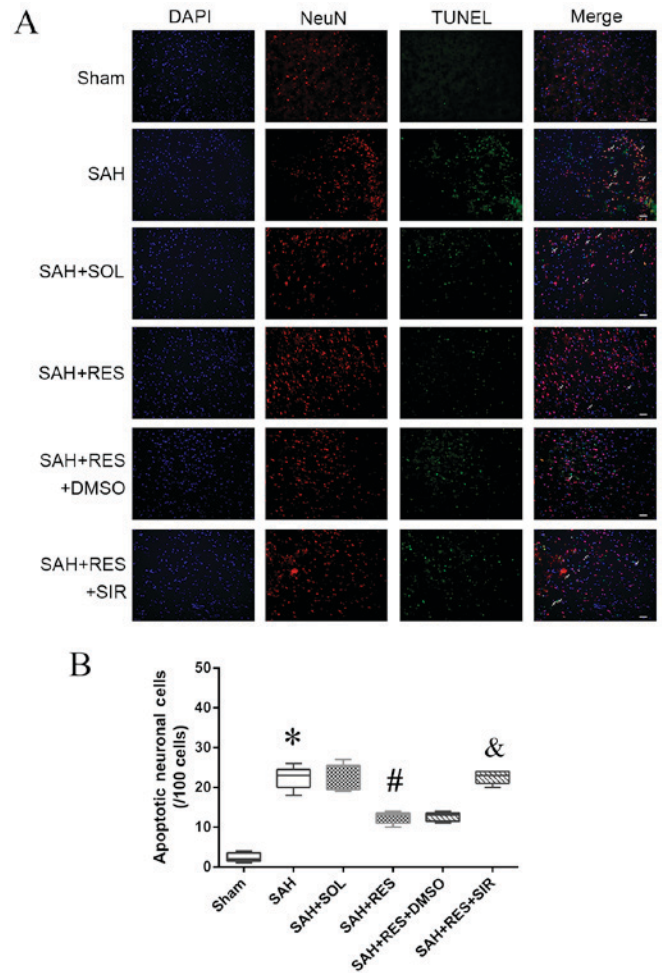 A
DAPI NeuN TUNEL Merge
Sham
SAH
SAH+SOL
SAH+RES
SAH+RES
+DMSO
SAH+RES
+SIR
B
Apoptotic neuronal cells
(/100 cells)
50
40
30
20
10
0
*
#
&
Sham
SAH
SAH+SOL
SAH+RES
SAH+RES+DMSO
SAH+RES+SIR